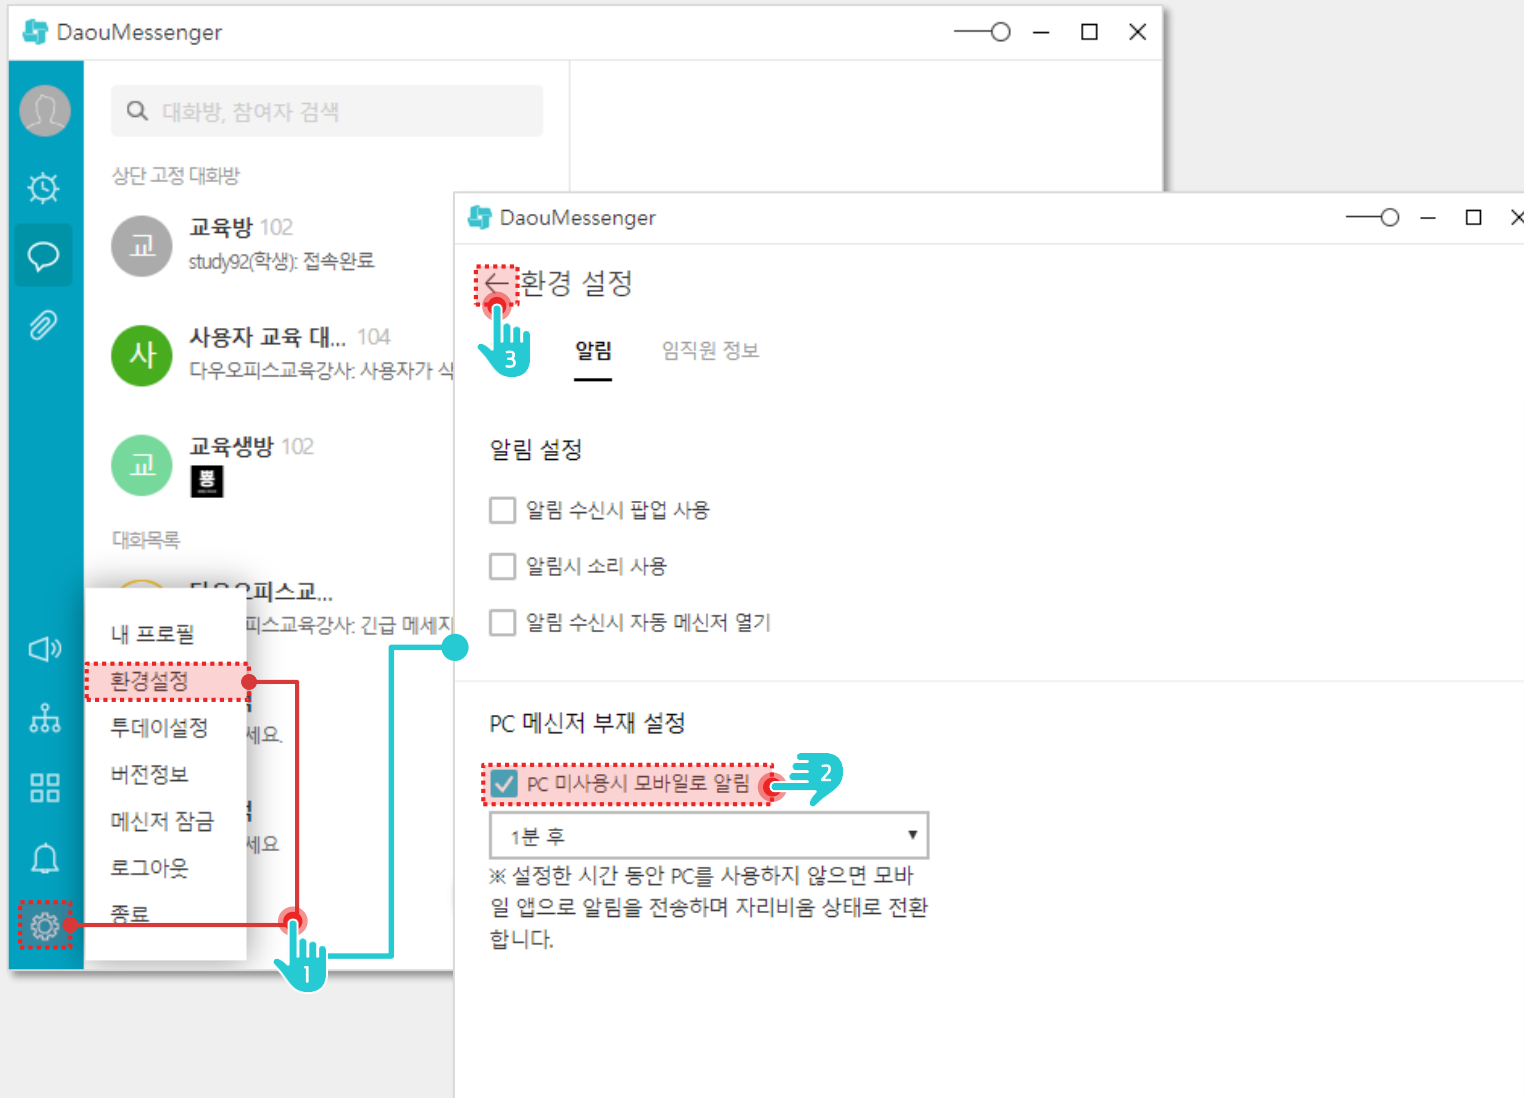 DaouMessenger
대화방, 참여자 검색
상단 고정 대화방
교
교육방 102
study92(학생): 접속완료
사
사용자 교육 대... 104
다우오피스교육강사: 사용자가 삭
교
교육생방 102
뿅
대화목록
다우오피스교...
피스교육강사: 긴급 메세지
세요.
세요
내 프로필
환경설정
투데이설정
버전정보
메신저 잠금
로그아웃
종료
1
DaouMessenger
환경 설정
3
알림
임직원 정보
알림 설정
알림 수신시 팝업 사용
알림시 소리 사용
알림 수신시 자동 메신저 열기
PC 메신저 부재 설정
PC 미사용시 모바일로 알림
2
1분 후
※ 설정한 시간 동안 PC를 사용하지 않으면 모바
일 앱으로 알림을 전송하며 자리비움 상태로 전환
합니다.